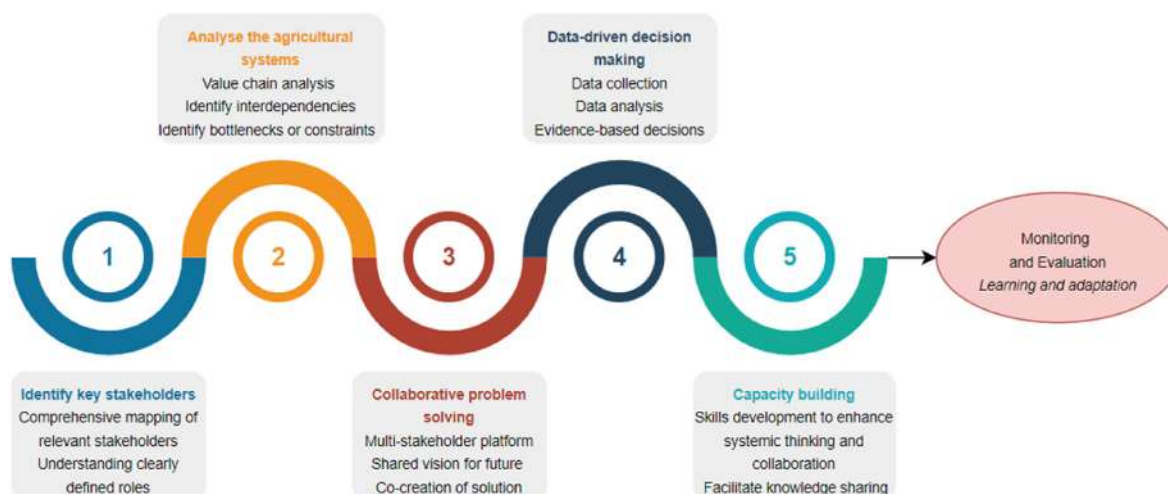 Analyse the agricultural
systems
Value chain analysis
Identify interdependencies
Identify bottlenecks or constraints
Data-driven decision
making
Data collection
Data analysis
Evidence-based decisions
1
2
3
4
5
Monitoring
and Evaluation
Learning and adaptation
Identify key stakeholders
Comprehensive mapping of
relevant stakeholders
Understanding clearly
defined roles
Collaborative problem
solving
Multi-stakeholder platform
Shared vision for future
Co-creation of solution
Capacity building
Skills development to enhance
systemic thinking and
collaboration
Facilitate knowledge sharing